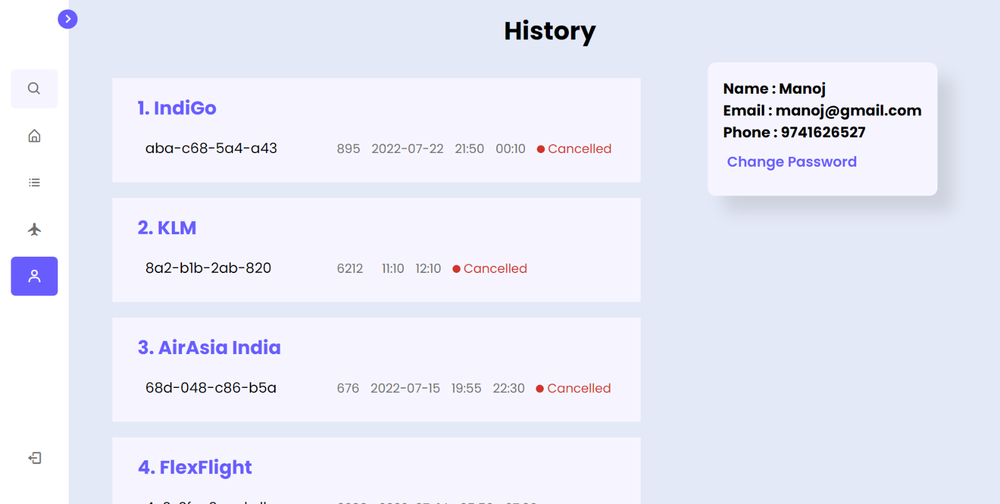 History
1. IndiGo
aba-c68-5a4-a43 895 2022-07-22 21:50 00:10 Cancelled
2. KLM
8a2-b1b-2ab-820 6212 11:10 12:10 Cancelled
3. AirAsia India
68d-048-c86-b5a 676 2022-07-15 19:55 22:30 Cancelled
4. FlexFlight
Name : Manoj
Email : manoj@gmail.com
Phone : 9741626527
Change Password